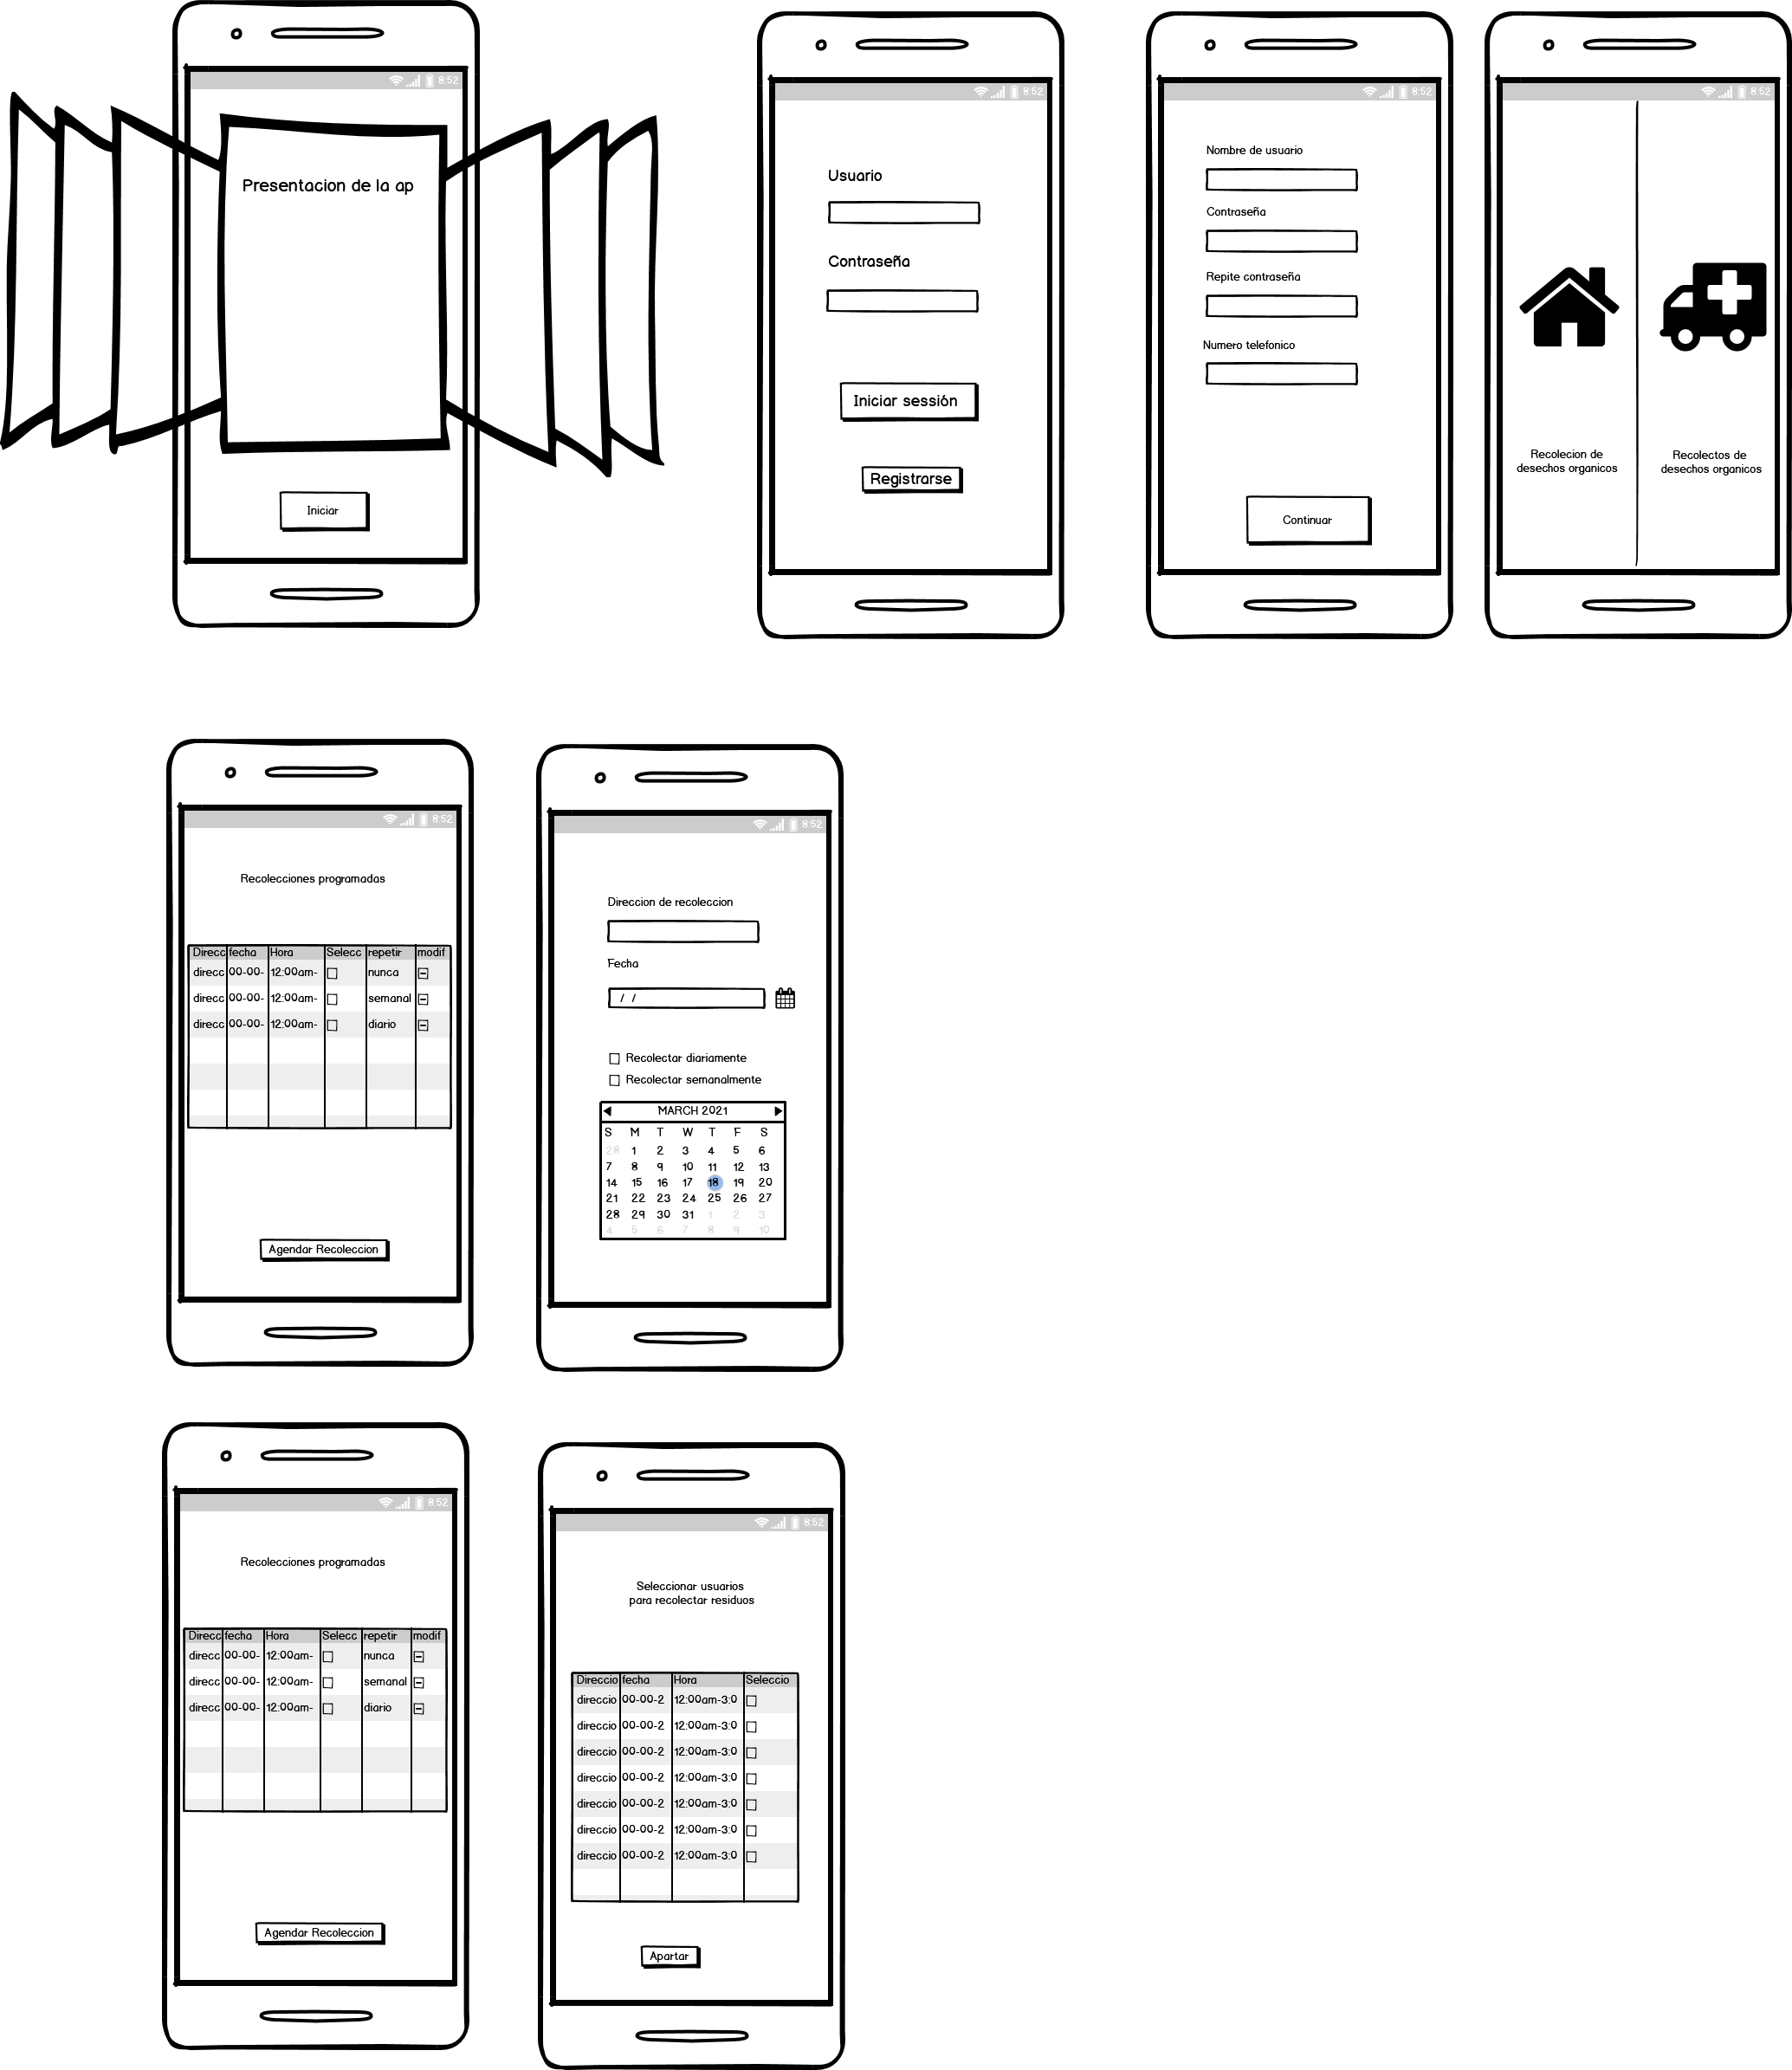 8:52
Presentacion de la ap
Iniciar
8:52
Usuario
Contraseña
Iniciar sessión
Registrarse
8:52
Nombre de usuario
Contraseña
Repite contraseña
Numero telefonico
Continuar
8:52
Recolecion de
desechos organicos
Recolectos de
desechos organicos
8:52
Recolecciones programadas
Direcc fecha Hora Selecc repetir modif
direcc 00-00- 12:00am- nunca
direcc 00-00- 12:00am- semanal
direcc 00-00- 12:00am- diario
Agendar Recoleccion
8:52
Direccion de recoleccion
Fecha
/ /
Recolectar diariamente
Recolectar semanalmente
MARCH 2021
S M T W T F S
28 1 2 3 4 5 6
7 8 9 10 11 12 13
14 15 16 17 18 19 20
21 22 23 24 25 26 27
28 29 30 31 1 2 3
4 5 6 7 8 9 10
8:52
Recolecciones programadas
Direcc fecha Hora Selecc repetir modif
direcc 00-00- 12:00am- nunca
direcc 00-00- 12:00am- semanal
direcc 00-00- 12:00am- diario
Agendar Recoleccion
8:52
Seleccionar usuarios
para recolectar residuos
Direccio fecha Hora Seleccio
direccio 00-00-2 12:00am-3:0
direccio 00-00-2 12:00am-3:0
direccio 00-00-2 12:00am-3:0
direccio 00-00-2 12:00am-3:0
direccio 00-00-2 12:00am-3:0
direccio 00-00-2 12:00am-3:0
direccio 00-00-2 12:00am-3:0
Apartar